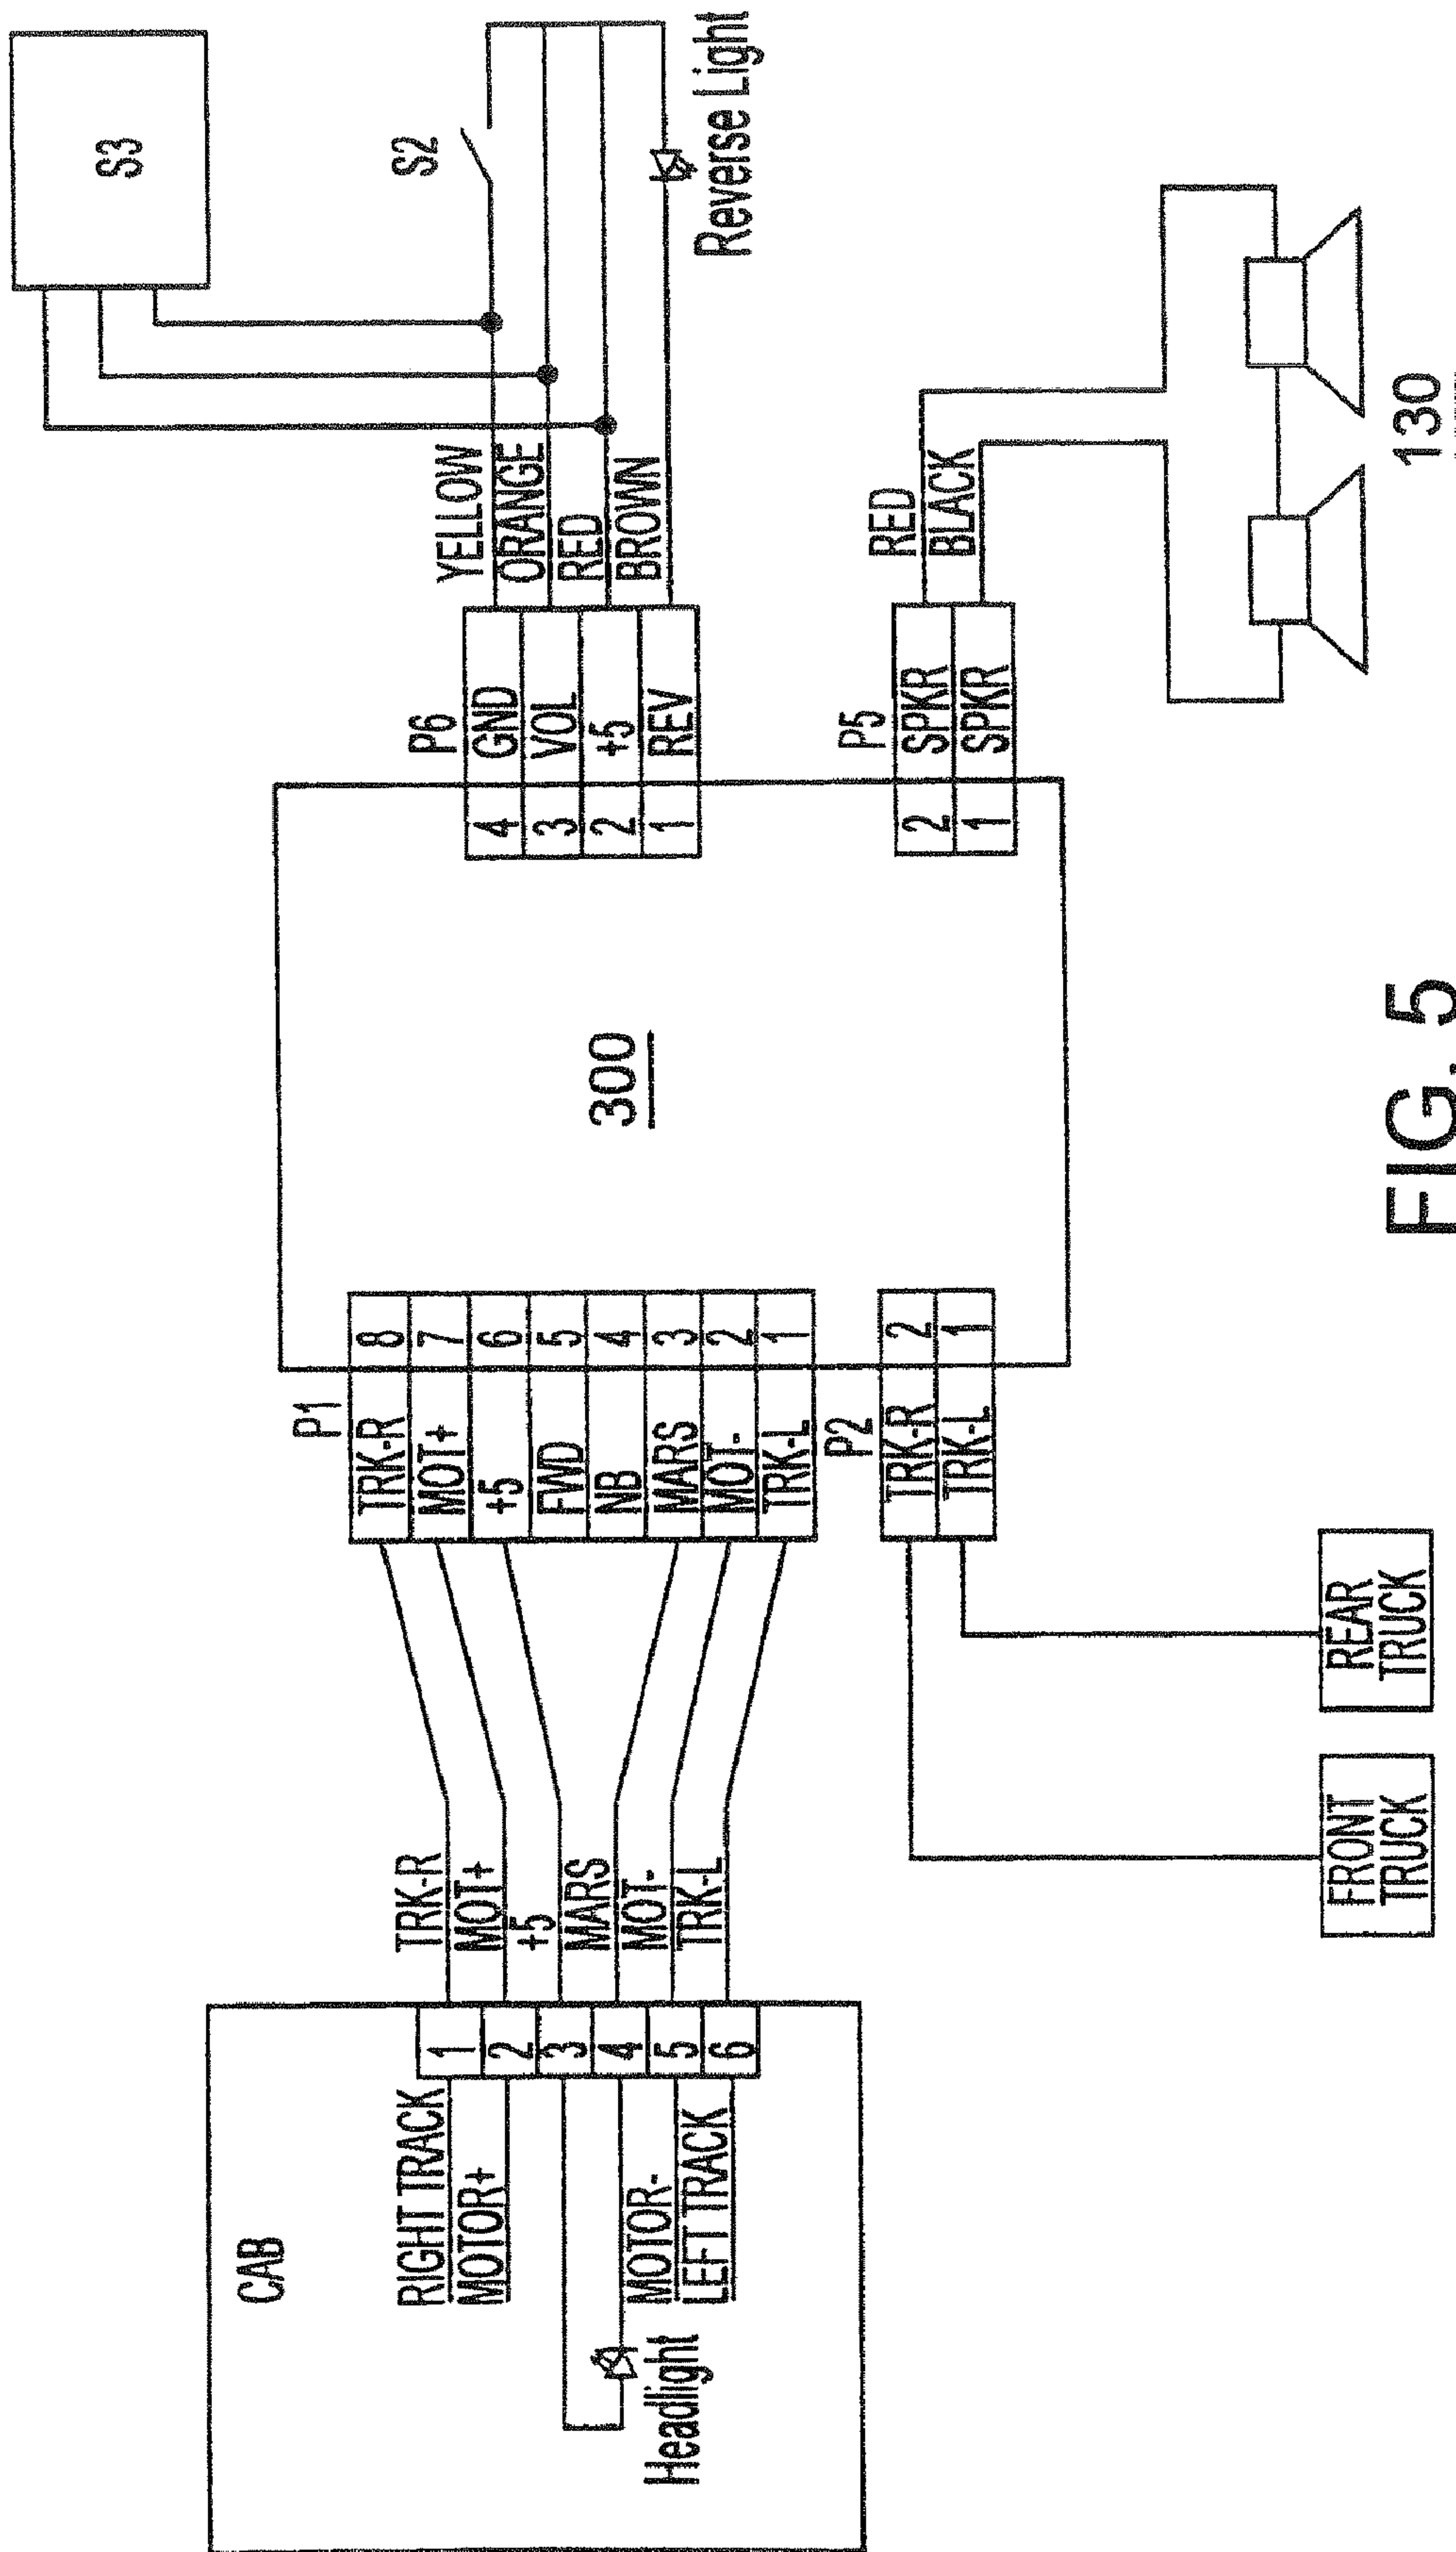 CAB
RIGHT TRACK
MOTOR+
MOTOR-
LEFT TRACK
Headlight
1
2
3
4
5
6
TRK-R
MOT+
+5
MARS
MOT-
TRK-L
P1
TRK-R 8
MOT+ 7
+5 6
FWD 5
NB 4
MARS 3
MOT- 2
TRK-L 1
P2
TRK-R 2
TRK-L 1
FRONT
TRUCK
REAR
TRUCK
300
P6
4 GND
3 VOL
2 +5
1 REV
YELLOW
ORANGE
RED
BROWN
P5
2 SPKR
1 SPKR
RED
BLACK
S3
S2
Reverse Light
130
FIG. 5